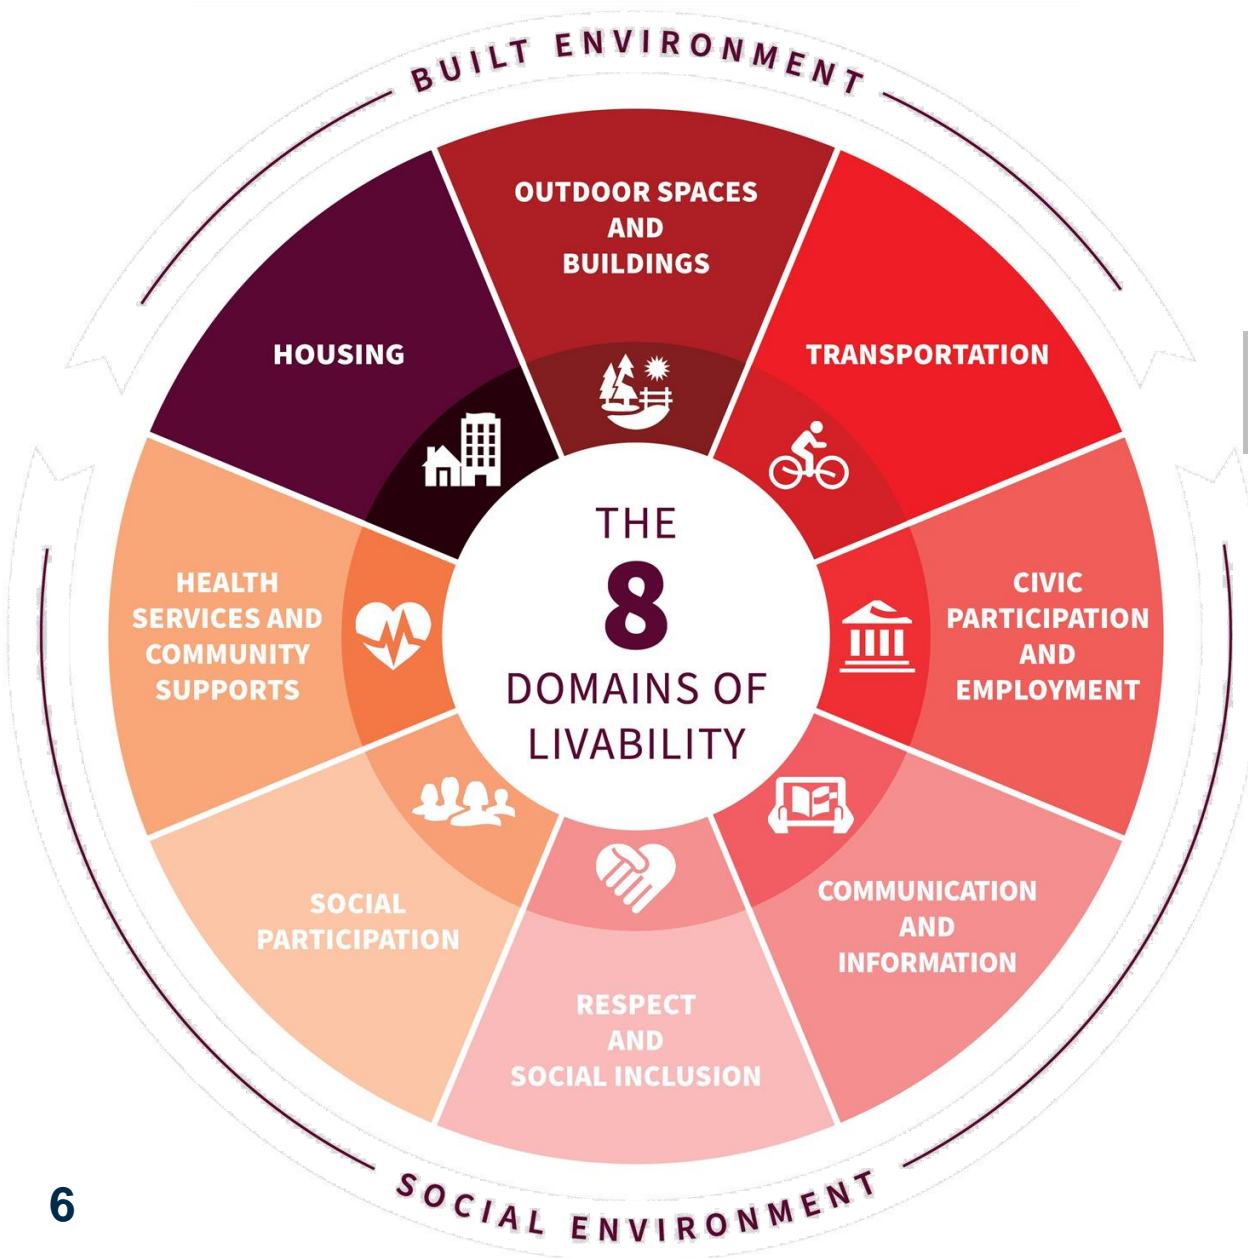 BUILT ENVIRONMENT
OUTDOOR SPACES
AND
BUILDINGS
HOUSING
TRANSPORTATION
THE
8
DOMAINS OF
LIVABILITY
HEALTH
SERVICES AND
COMMUNITY
SUPPORTS
CIVIC
PARTICIPATION
AND
EMPLOYMENT
SOCIAL
PARTICIPATION
COMMUNICATION
AND
INFORMATION
RESPECT
AND
SOCIAL INCLUSION
SOCIAL ENVIRONMENT
6